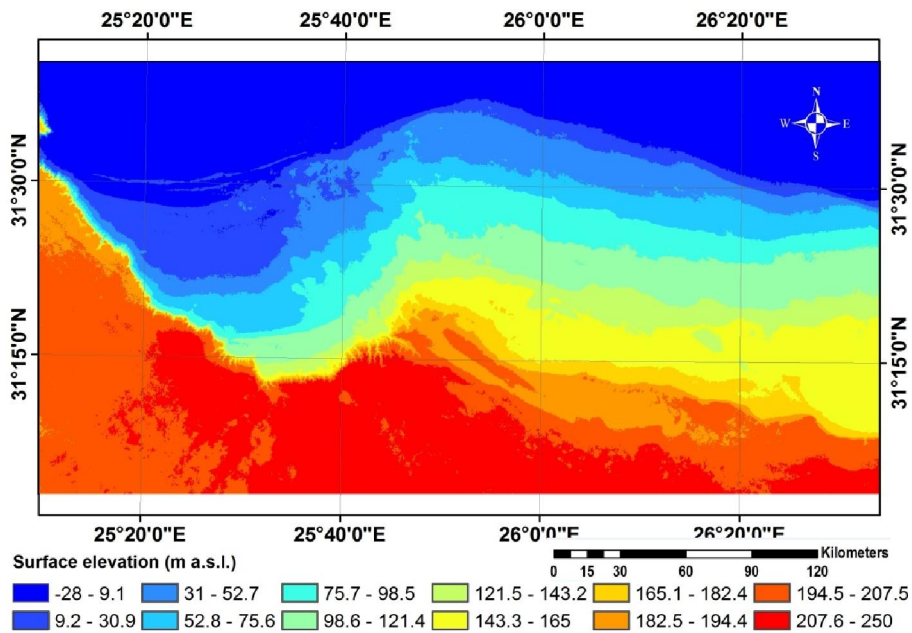 25°20'0"E 25°40'0"E 26°0'0"E 26°20'0"E
N
W E
S
31°30'0"N 31°30'0"N
31°15'0"N 31°15'0"N
25°20'0"E 25°40'0"E 26°0'0"E 26°20'0"E
Surface elevation (m a.s.l.)
Kilometers
0 15 30 60 90 120
-28 - 9.1 31 - 52.7 75.7 - 98.5 121.5 - 143.2 165.1 - 182.4 194.5 - 207.5
9.2 - 30.9 52.8 - 75.6 98.6 - 121.4 143.3 - 165 182.5 - 194.4 207.6 - 250